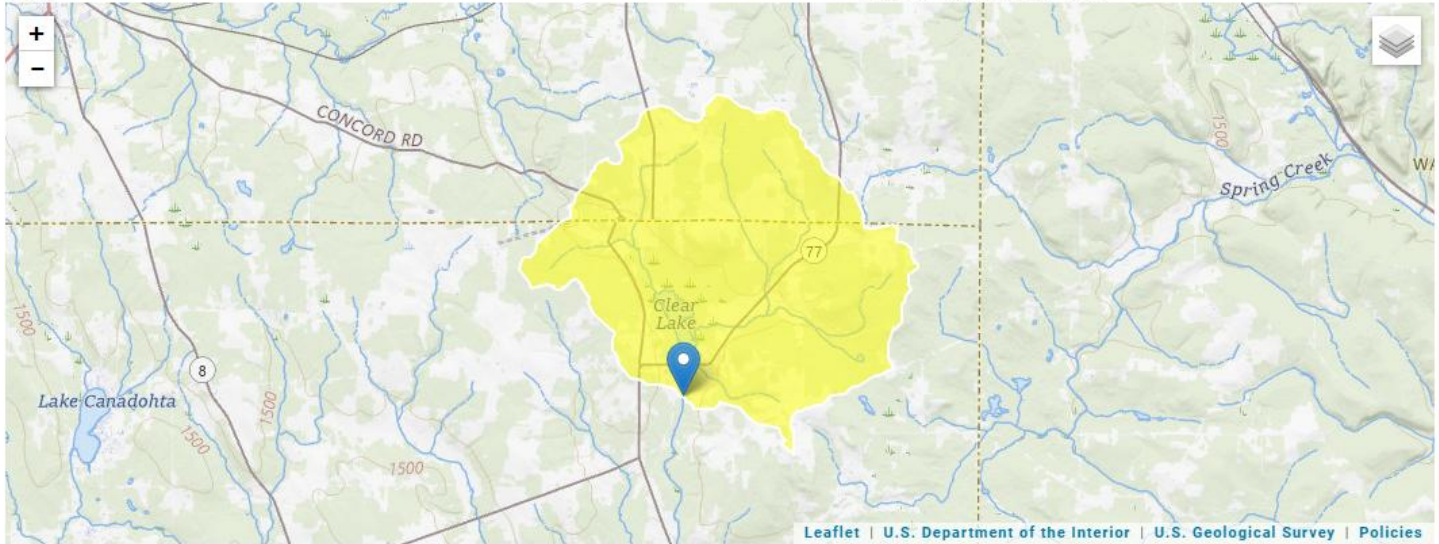 +
−
CONCORD RD
1500
Spring Creek
WA
77
Clear
Lake
1500
8
Lake Canadohta
1500
1500
1500
Leaflet | U.S. Department of the Interior | U.S. Geological Survey | Policies